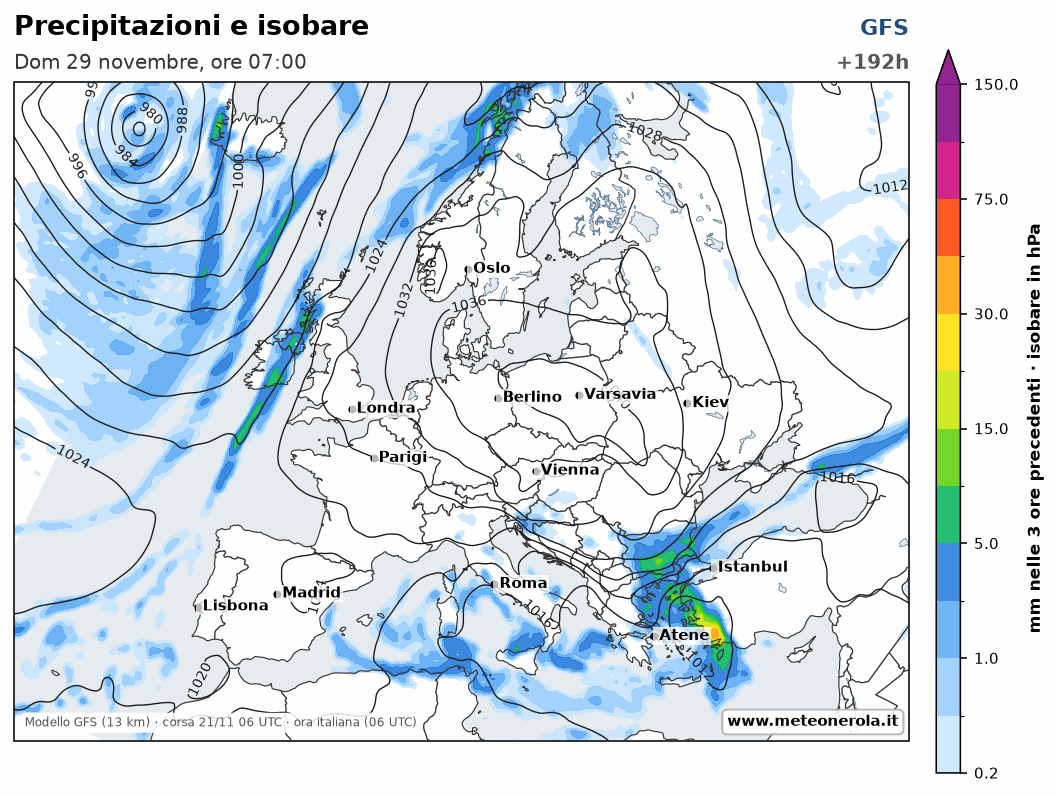 Precipitazioni e isobare
GFS
Dom 29 novembre, ore 07:00
+192h
150.0
75.0
30.0
15.0
5.0
1.0
0.2
mm nelle 3 ore precedenti · isobare in hPa
980
988
984
996
1000
1028
1012
1024
1032
1036
1036
1024
1016
1016
1012
1020
Oslo
Londra
Berlino
Varsavia
Kiev
Parigi
Vienna
Istanbul
Roma
Madrid
Lisbona
Atene
Modello GFS (13 km) · corsa 21/11 06 UTC · ora italiana (06 UTC)
www.meteonerola.it